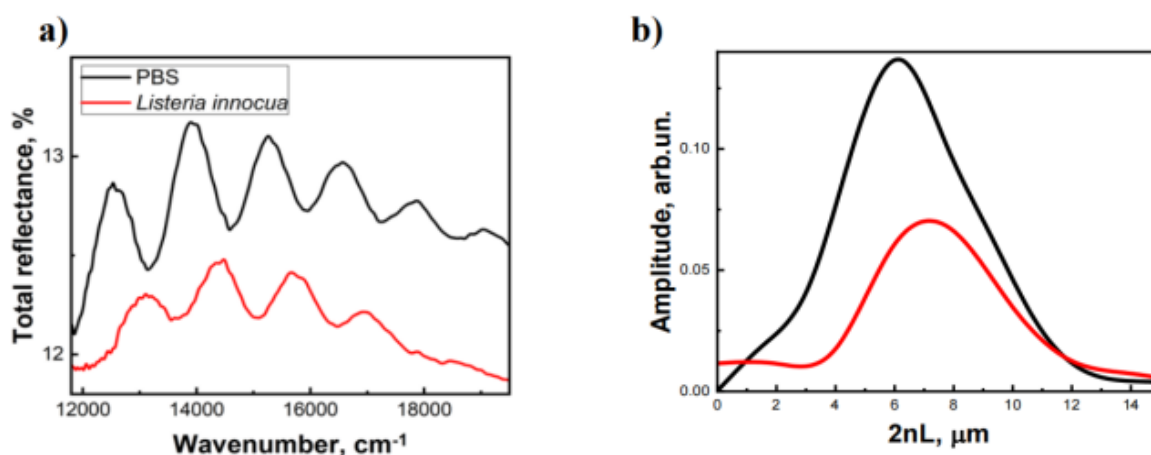 a)
PBS
Listeria innocua
13
12
Total reflectance, %
12000 14000 16000 18000
Wavenumber, cm-1
b)
0.10
0.05
0.00
Amplitude, arb.un.
0 2 4 6 8 10 12 14
2nL, μm